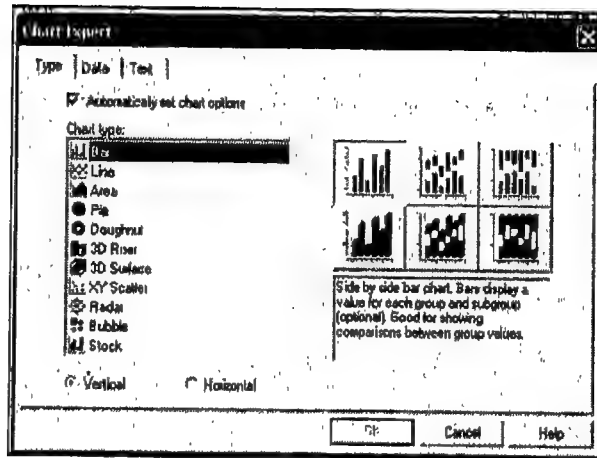 Chart Expert
Type Data Text
Automatically set chart options
Chart type:
Bar
Line
Area
Pie
Doughnut
3D Riser
3D Surface
XY Scatter
Radar
Bubble
Stock
Side by side bar chart. Bars display a
value for each group and subgroup
(optional). Good for showing
comparisons between group values.
Vertical Horizontal
OK Cancel Help